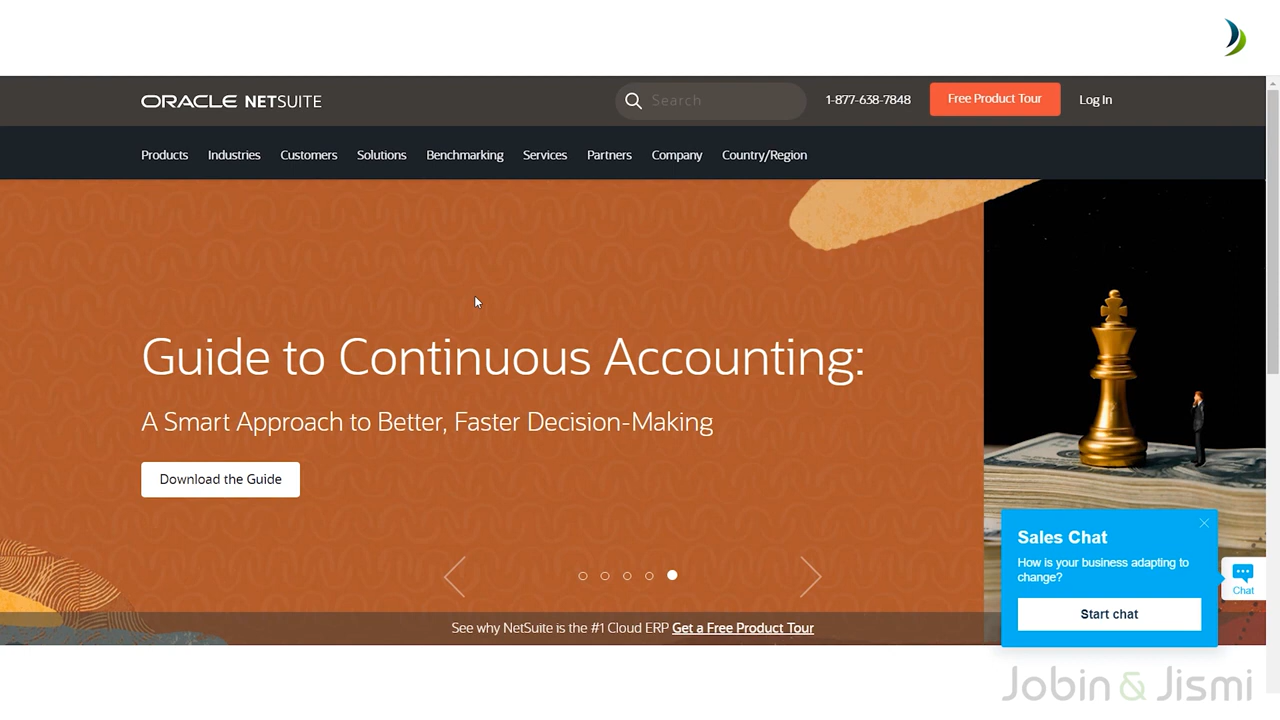 ORACLE NETSUITE
Search
1-877-638-7848
Free Product Tour
Log In
Products
Industries
Customers
Solutions
Benchmarking
Services
Partners
Company
Country/Region
Guide to Continuous Accounting:
A Smart Approach to Better, Faster Decision-Making
Download the Guide
See why NetSuite is the #1 Cloud ERP Get a Free Product Tour
Sales Chat
How is your business adapting to
change?
Start chat
Chat
Jobin & Jismi